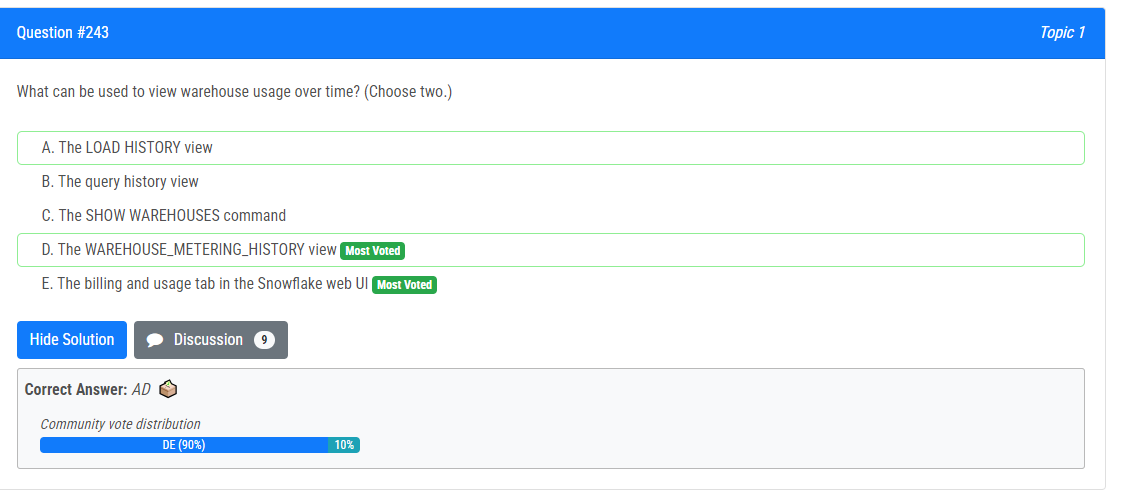 Question #243
Topic 1
What can be used to view warehouse usage over time? (Choose two.)
A. The LOAD HISTORY view
B. The query history view
C. The SHOW WAREHOUSES command
D. The WAREHOUSE_METERING_HISTORY view Most Voted
E. The billing and usage tab in the Snowflake web UI Most Voted
Hide Solution
Discussion 9
Correct Answer: AD
Community vote distribution
DE (90%) 10%